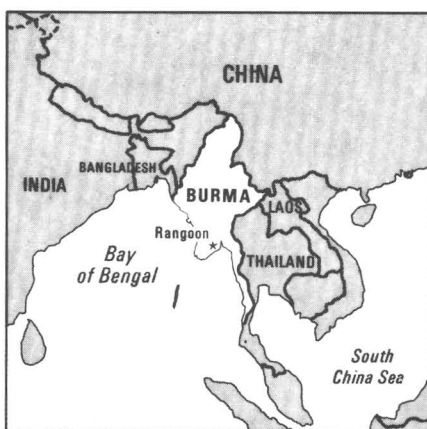 CHINA
BANGLADESH
INDIA
BURMA
LAOS
Rangoon
THAILAND
Bay
of Bengal
South
China Sea